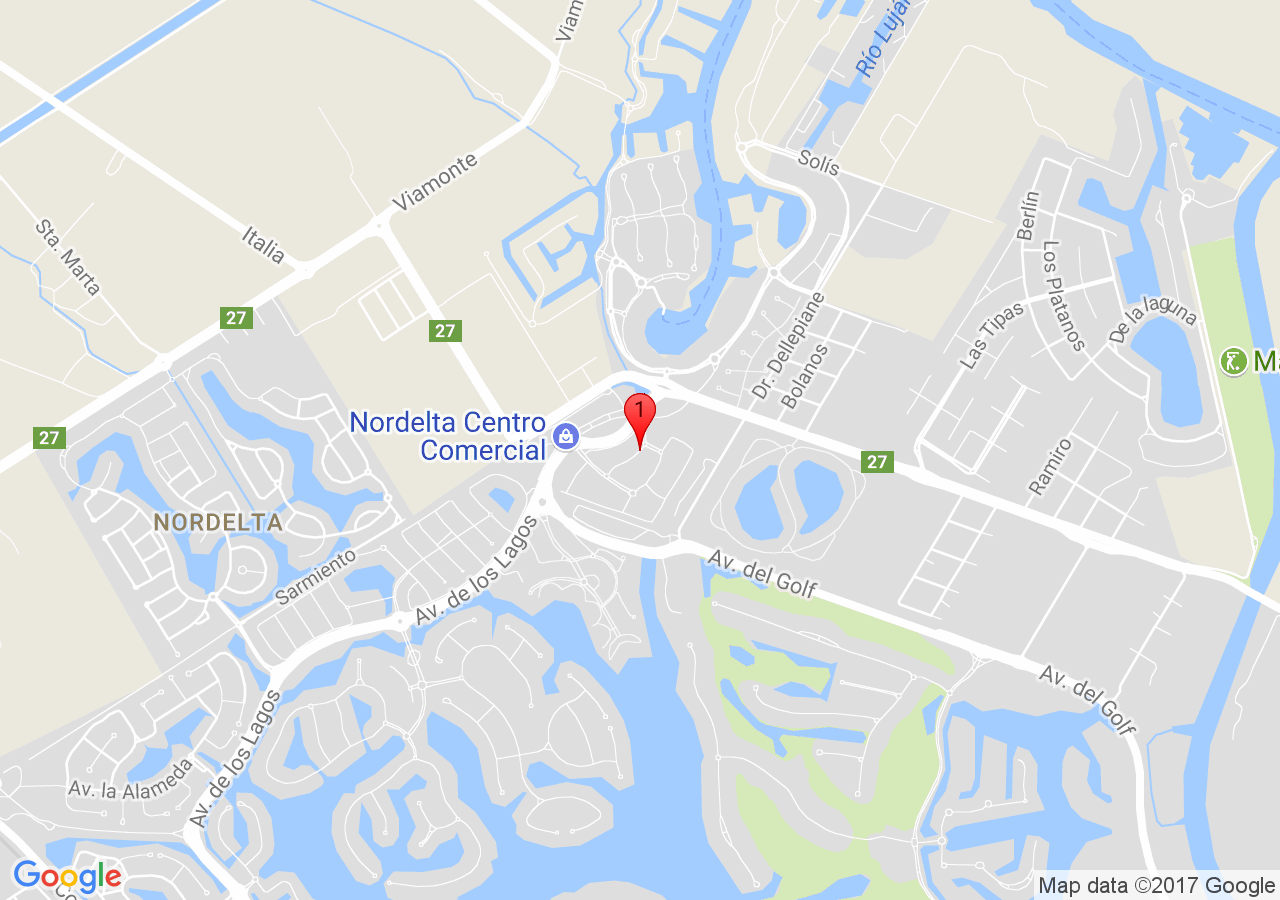 Viam
Río Luján
Solís
Viamonte
Berlín
Sta. Marta
Italia
Los Platanos
De la laguna
27
27
Dr. Dellepiane
Las Tipas
Bolanos
Ma
1
Nordelta Centro
Comercial
27
27
Ramiro
NORDELTA
Av. de los Lagos
Sarmiento
Av. del Golf
Av. del Golf
Av. de los Lagos
Av. la Alameda
Google
Map data ©2017 Google